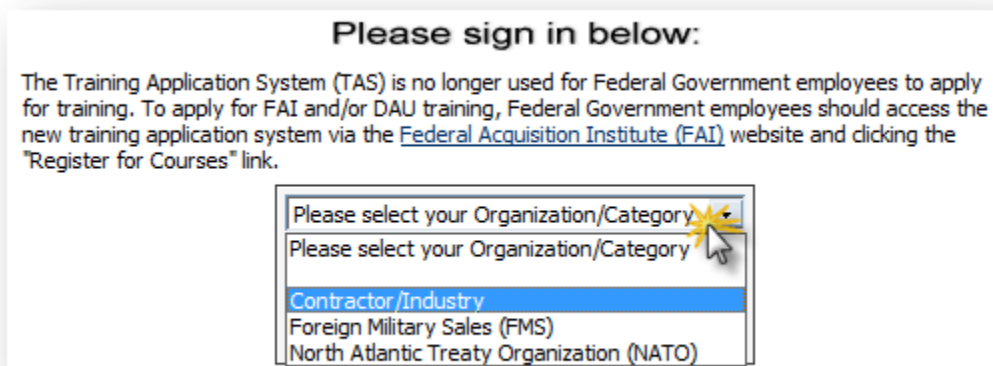 Please sign in below:
The Training Application System (TAS) is no longer used for Federal Government employees to apply
for training. To apply for FAI and/or DAU training, Federal Government employees should access the
new training application system via the Federal Acquisition Institute (FAI) website and clicking the
"Register for Courses" link.
Please select your Organization/Category
Please select your Organization/Category
Contractor/Industry
Foreign Military Sales (FMS)
North Atlantic Treaty Organization (NATO)